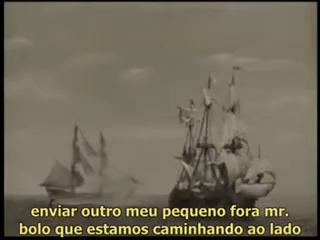 enviar outro meu pequeno fora mr.
bolo que estamos caminhando ao lado